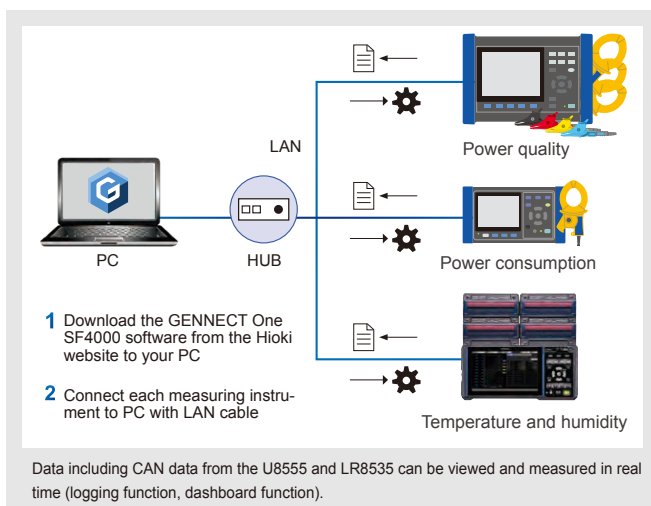 LAN
Power quality
PC
HUB
Power consumption
1 Download the GENNECT One
SF4000 software from the Hioki
website to your PC
2 Connect each measuring instru-
ment to PC with LAN cable
Temperature and humidity
Data including CAN data from the U8555 and LR8535 can be viewed and measured in real
time (logging function, dashboard function).